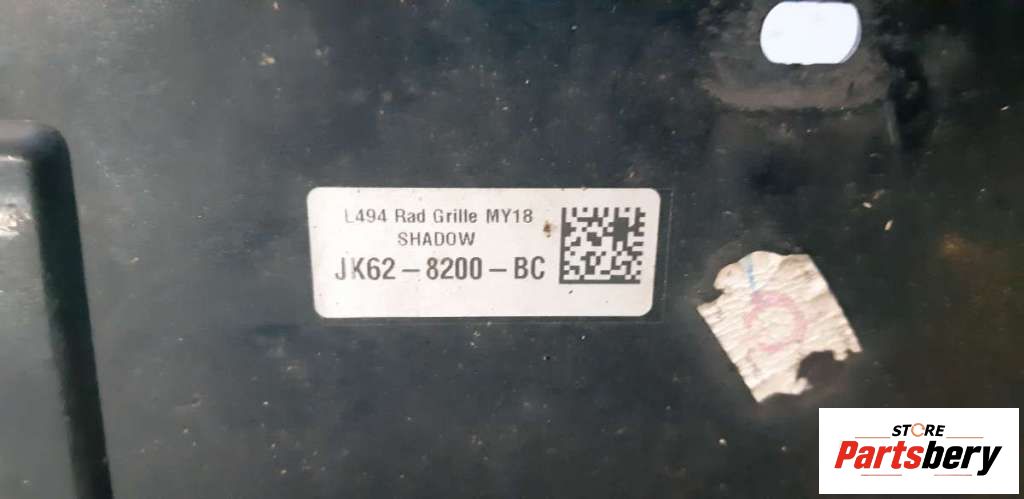 L494 Rad Grille MY18
SHADOW
JK62-8200-BC
STORE
Partsbery